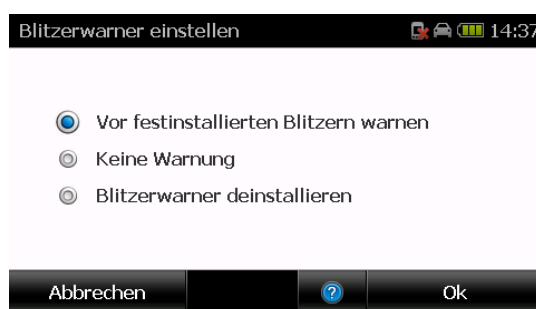 Blitzerwarner einstellen 14:37
Vor festinstallierten Blitzern warnen
Keine Warnung
Blitzerwarner deinstallieren
Abbrechen ? Ok